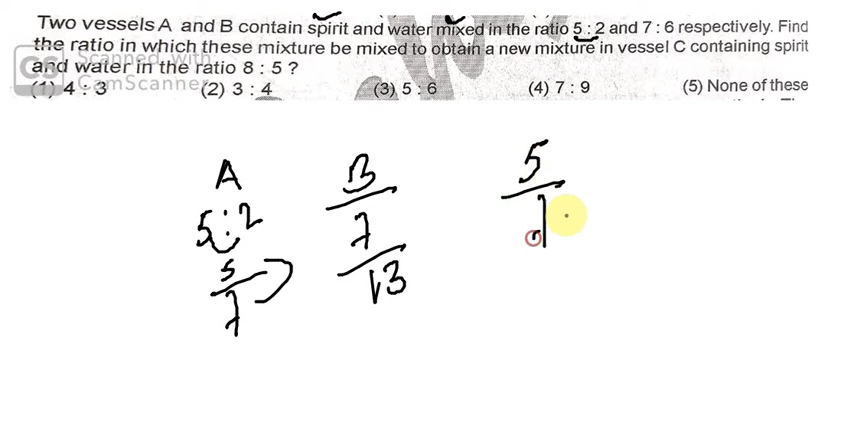 Two vessels A and B contain spirit and water mixed in the ratio 5 : 2 and 7 : 6 respectively. Find
the ratio in which these mixture be mixed to obtain a new mixture in vessel C containing spirit
and water in the ratio 8 : 5 ?
CS Scanned with
CamScanner
(1) 4 : 3 (2) 3 : 4 (3) 5 : 6 (4) 7 : 9 (5) None of these
A B 5
5:2 7
5/7 13